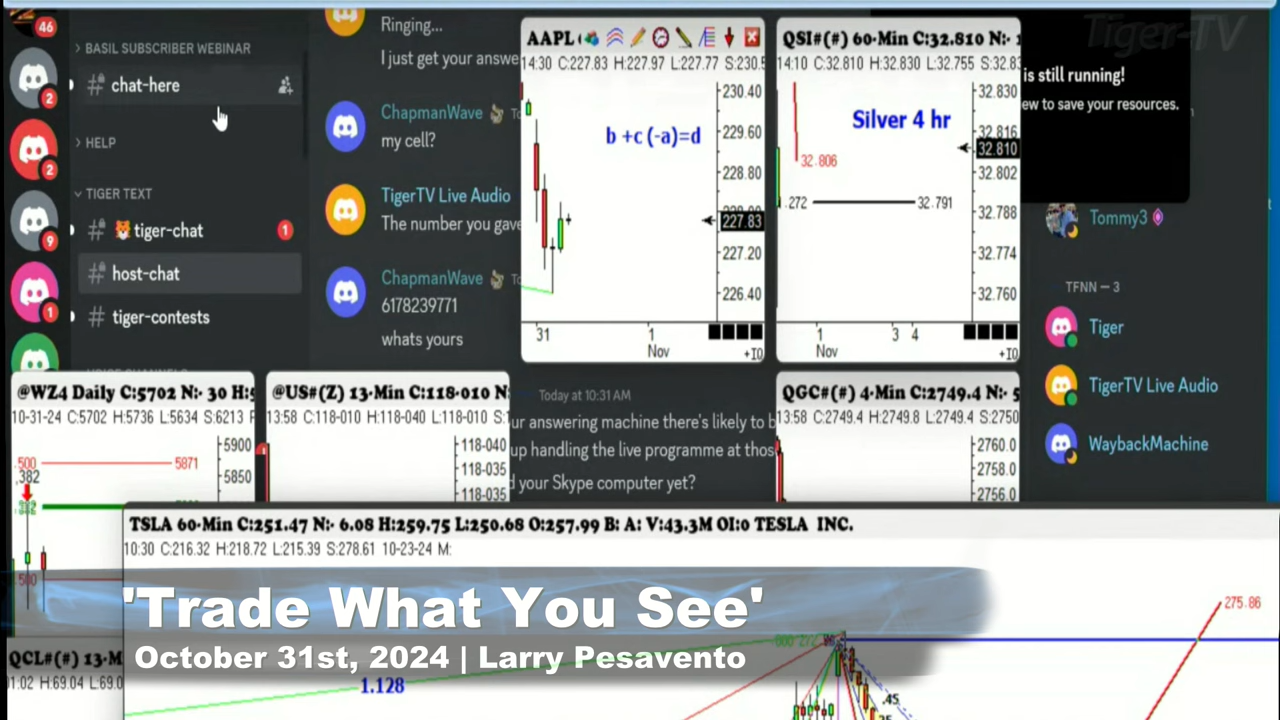 46
BASIL SUBSCRIBER WEBINAR
chat-here
2
HELP
2
TIGER TEXT
9
tiger-chat
1
host-chat
1
tiger-contests
Ringing...
I just get your answe
ChapmanWave
my cell?
TigerTV Live Audio
The number you gave
ChapmanWave
6178239771
whats yours
Today at 10:31 AM
ur answering machine there's likely to b
up handling the live programme at thos
d your Skype computer yet?
AAPL
14:30 C:227.83 H:227.97 L:227.77 S:230.5
b +c (-a)=d
230.40
229.60
228.80
227.83
227.20
226.40
31
1
Nov
+IQ
QSI#(#) 60-Min C:32.810 N:-
14:10 C:32.810 H:32.830 L:32.755 S:32.83
Silver 4 hr
32.806
.272
32.791
32.830
32.816
32.810
32.802
32.788
32.774
32.760
1
3 4
Nov
+IQ
Tiger-TV
is still running!
ew to save your resources.
Tommy3
TFNN — 3
Tiger
TigerTV Live Audio
WaybackMachine
@WZ4 Daily C:5702 N:- 30 H:5
10-31-24 C:5702 H:5736 L:5634 S:6213
5900
.500
5871
.382
5850
.382
.500
@US#(Z) 13-Min C:118-010 N:
13:58 C:118-010 H:118-040 L:118-010 S:
118-040
118-035
118-035
QGC#(#) 4-Min C:2749.4 N:- 5
13:58 C:2749.4 H:2749.8 L:2749.4 S:2750
2760.0
2758.0
2756.0
TSLA 60-Min C:251.47 N:- 6.08 H:259.75 L:250.68 O:257.99 B: A: V:43.3M OI:0 TESLA INC.
10:30 C:216.32 H:218.72 L:215.39 S:278.61 10-23-24 M:
275.86
'Trade What You See'
October 31st, 2024 | Larry Pesavento
QCL#(#) 13-M
1:02 H:69.04 L:69.0
1.128
.45